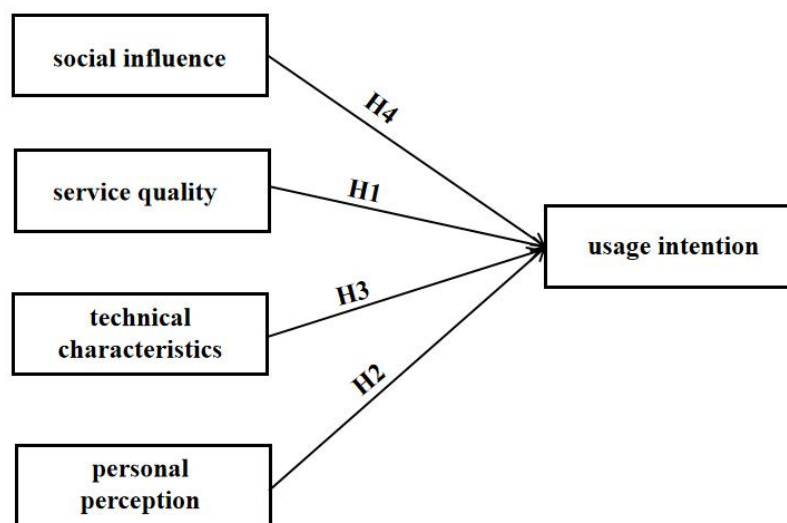 social influence
H4
service quality
H1
usage intention
technical
characteristics
H3
H2
personal
perception